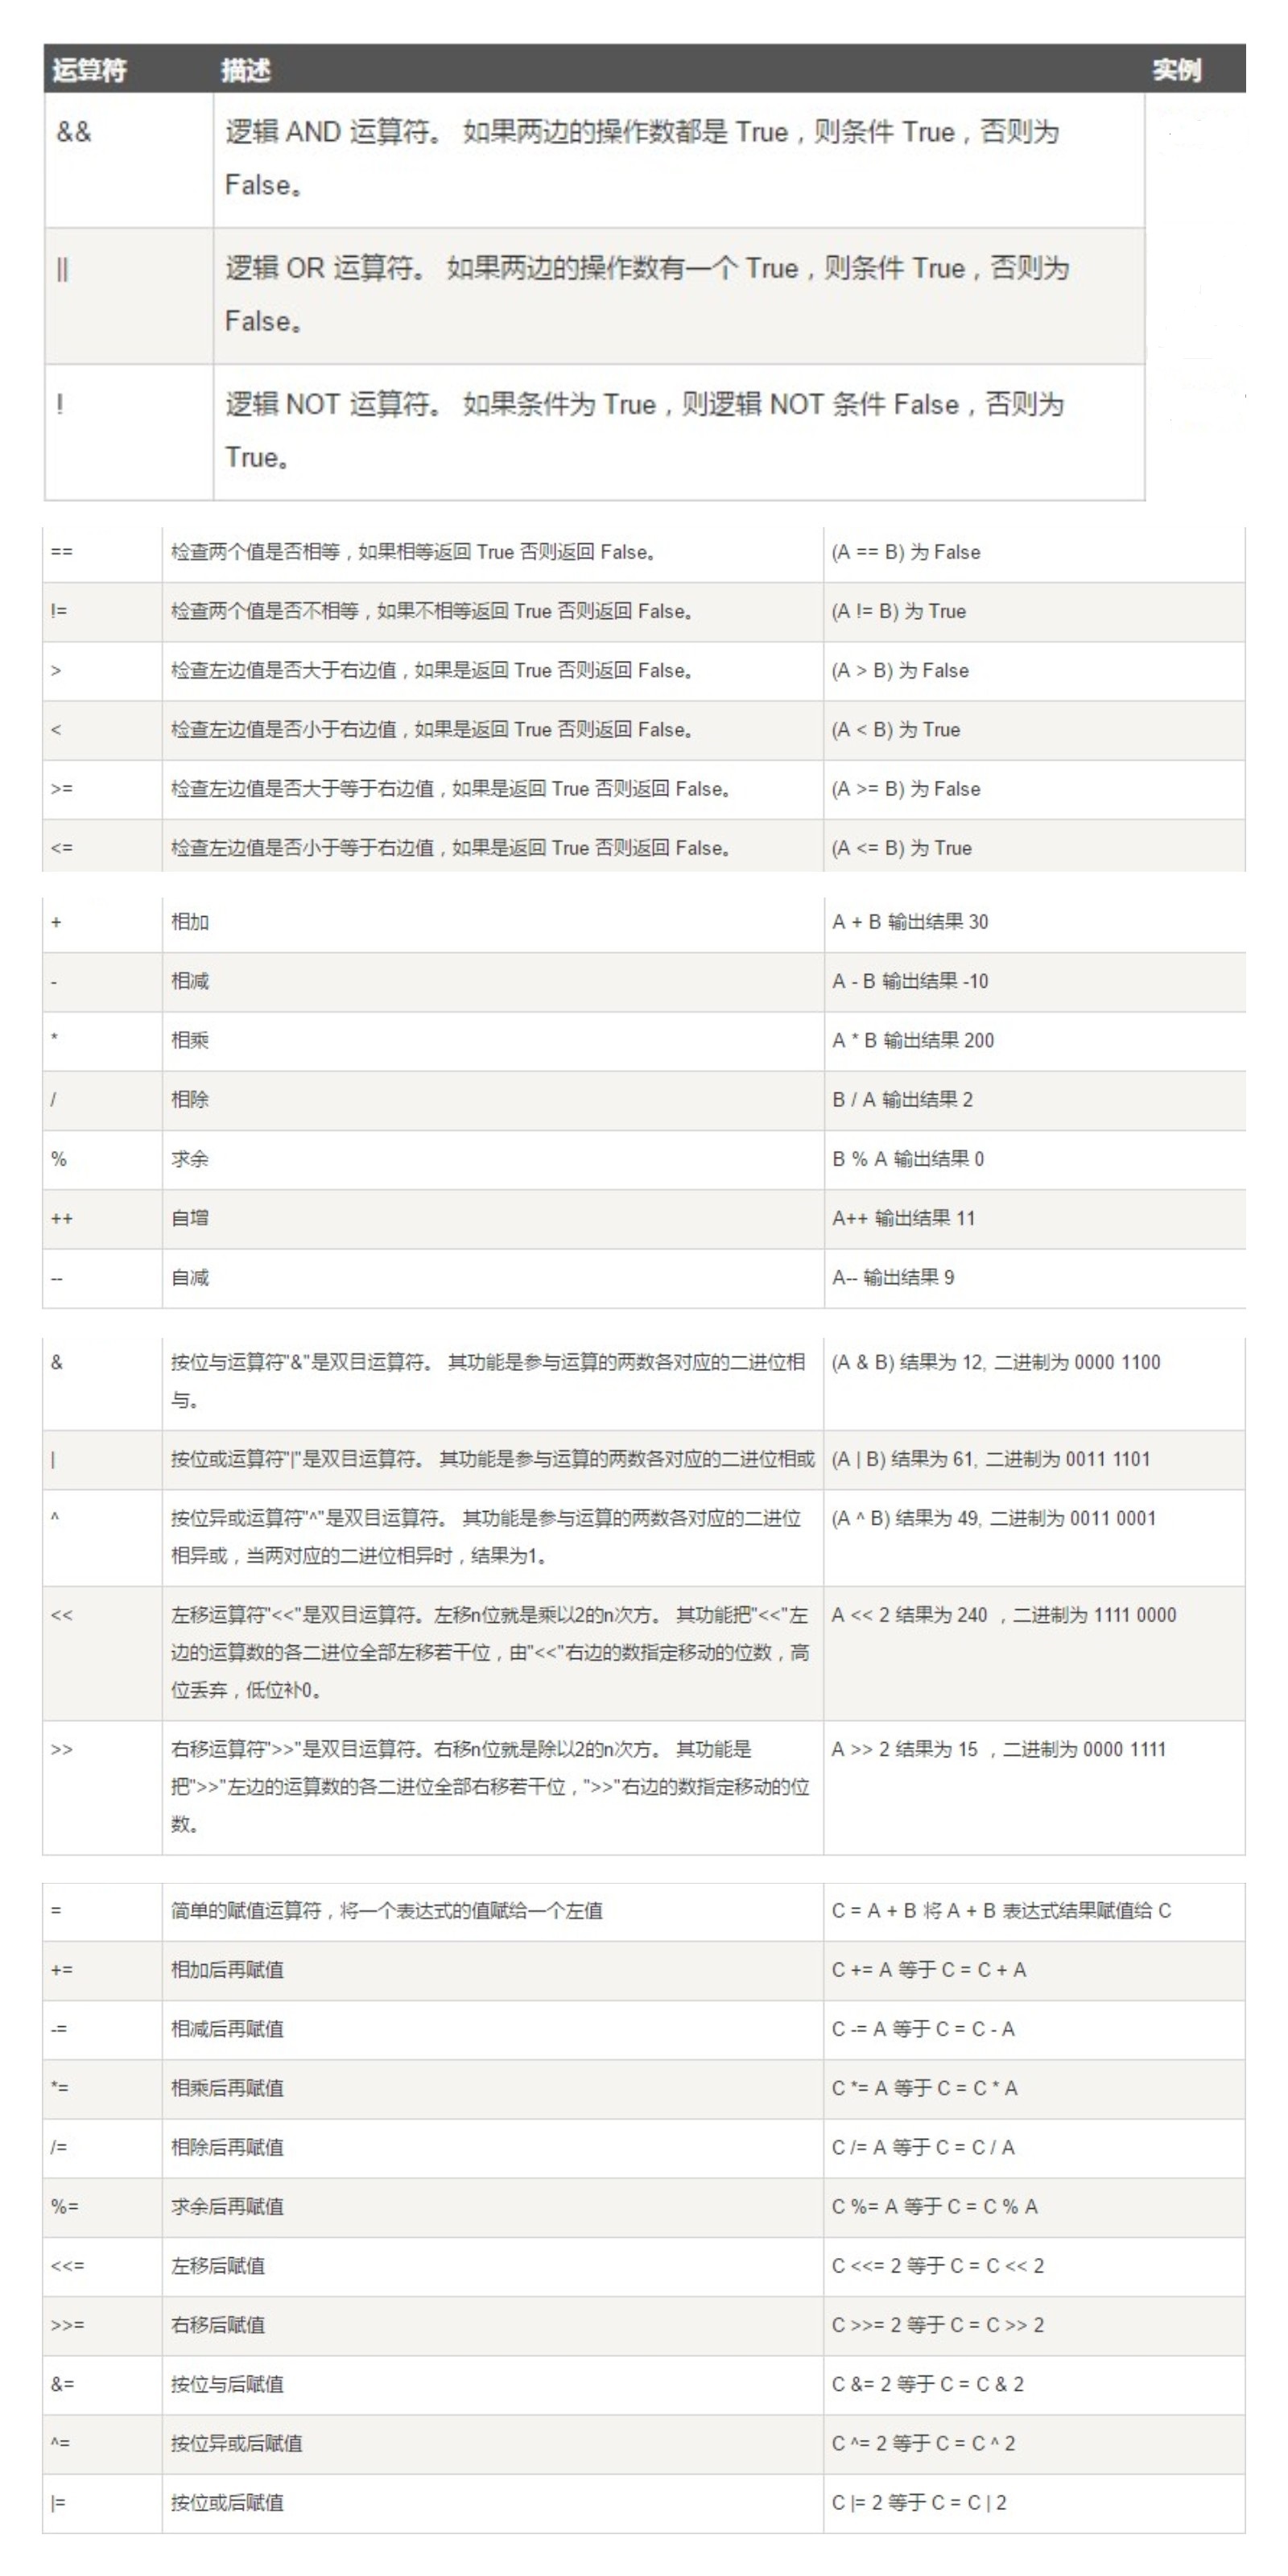 运算符 描述 实例
&& 逻辑 AND 运算符。 如果两边的操作数都是 True，则条件 True，否则为
False。
|| 逻辑 OR 运算符。 如果两边的操作数有一个 True，则条件 True，否则为
False。
! 逻辑 NOT 运算符。 如果条件为 True，则逻辑 NOT 条件 False，否则为
True。
== 检查两个值是否相等，如果相等返回 True 否则返回 False。 (A == B) 为 False
!= 检查两个值是否不相等，如果不相等返回 True 否则返回 False。 (A != B) 为 True
> 检查左边值是否大于右边值，如果是返回 True 否则返回 False。 (A > B) 为 False
< 检查左边值是否小于右边值，如果是返回 True 否则返回 False。 (A < B) 为 True
>= 检查左边值是否大于等于右边值，如果是返回 True 否则返回 False。 (A >= B) 为 False
<= 检查左边值是否小于等于右边值，如果是返回 True 否则返回 False。 (A <= B) 为 True
+ 相加 A + B 输出结果 30
- 相减 A - B 输出结果 -10
* 相乘 A * B 输出结果 200
/ 相除 B / A 输出结果 2
% 求余 B % A 输出结果 0
++ 自增 A++ 输出结果 11
-- 自减 A-- 输出结果 9
& 按位与运算符"&"是双目运算符。 其功能是参与运算的两数各对应的二进位相 (A & B) 结果为 12, 二进制为 0000 1100
与。
| 按位或运算符"|"是双目运算符。 其功能是参与运算的两数各对应的二进位相或 (A | B) 结果为 61, 二进制为 0011 1101
^ 按位异或运算符"^"是双目运算符。 其功能是参与运算的两数各对应的二进位 (A ^ B) 结果为 49, 二进制为 0011 0001
相异或，当两对应的二进位相异时，结果为1。
<< 左移运算符"<<"是双目运算符。左移n位就是乘以2的n次方。 其功能把"<<"左 A << 2 结果为 240 ，二进制为 1111 0000
边的运算数的各二进位全部左移若干位，由"<<"右边的数指定移动的位数，高
位丢弃，低位补0。
>> 右移运算符">>"是双目运算符。右移n位就是除以2的n次方。 其功能是 A >> 2 结果为 15 ，二进制为 0000 1111
把">>"左边的运算数的各二进位全部右移若干位，">>"右边的数指定移动的位
数。
= 简单的赋值运算符，将一个表达式的值赋给一个左值 C = A + B 将 A + B 表达式结果赋值给 C
+= 相加后再赋值 C += A 等于 C = C + A
-= 相减后再赋值 C -= A 等于 C = C - A
*= 相乘后再赋值 C *= A 等于 C = C * A
/= 相除后再赋值 C /= A 等于 C = C / A
%= 求余后再赋值 C %= A 等于 C = C % A
<<= 左移后赋值 C <<= 2 等于 C = C << 2
>>= 右移后赋值 C >>= 2 等于 C = C >> 2
&= 按位与后赋值 C &= 2 等于 C = C & 2
^= 按位异或后赋值 C ^= 2 等于 C = C ^ 2
|= 按位或后赋值 C |= 2 等于 C = C | 2